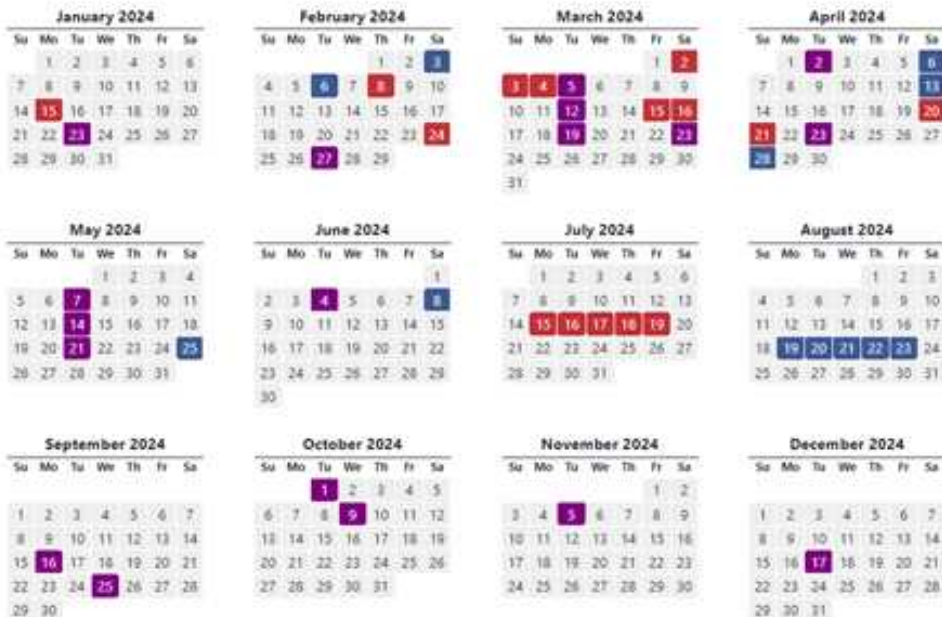 January 2024
Su Mo Tu We Th Fr Sa
1 2 3 4 5 6
7 8 9 10 11 12 13
14 15 16 17 18 19 20
21 22 23 24 25 26 27
28 29 30 31
February 2024
Su Mo Tu We Th Fr Sa
1 2 3
4 5 6 7 8 9 10
11 12 13 14 15 16 17
18 19 20 21 22 23 24
25 26 27 28 29
March 2024
Su Mo Tu We Th Fr Sa
1 2
3 4 5 6 7 8 9
10 11 12 13 14 15 16
17 18 19 20 21 22 23
24 25 26 27 28 29 30
31
April 2024
Su Mo Tu We Th Fr Sa
1 2 3 4 5 6
7 8 9 10 11 12 13
14 15 16 17 18 19 20
21 22 23 24 25 26 27
28 29 30
May 2024
Su Mo Tu We Th Fr Sa
1 2 3 4
5 6 7 8 9 10 11
12 13 14 15 16 17 18
19 20 21 22 23 24 25
26 27 28 29 30 31
June 2024
Su Mo Tu We Th Fr Sa
1
2 3 4 5 6 7 8
9 10 11 12 13 14 15
16 17 18 19 20 21 22
23 24 25 26 27 28 29
30
July 2024
Su Mo Tu We Th Fr Sa
1 2 3 4 5 6
7 8 9 10 11 12 13
14 15 16 17 18 19 20
21 22 23 24 25 26 27
28 29 30 31
August 2024
Su Mo Tu We Th Fr Sa
1 2 3
4 5 6 7 8 9 10
11 12 13 14 15 16 17
18 19 20 21 22 23 24
25 26 27 28 29 30 31
September 2024
Su Mo Tu We Th Fr Sa
1 2 3 4 5 6 7
8 9 10 11 12 13 14
15 16 17 18 19 20 21
22 23 24 25 26 27 28
29 30
October 2024
Su Mo Tu We Th Fr Sa
1 2 3 4 5
6 7 8 9 10 11 12
13 14 15 16 17 18 19
20 21 22 23 24 25 26
27 28 29 30 31
November 2024
Su Mo Tu We Th Fr Sa
1 2
3 4 5 6 7 8 9
10 11 12 13 14 15 16
17 18 19 20 21 22 23
24 25 26 27 28 29 30
December 2024
Su Mo Tu We Th Fr Sa
1 2 3 4 5 6 7
8 9 10 11 12 13 14
15 16 17 18 19 20 21
22 23 24 25 26 27 28
29 30 31